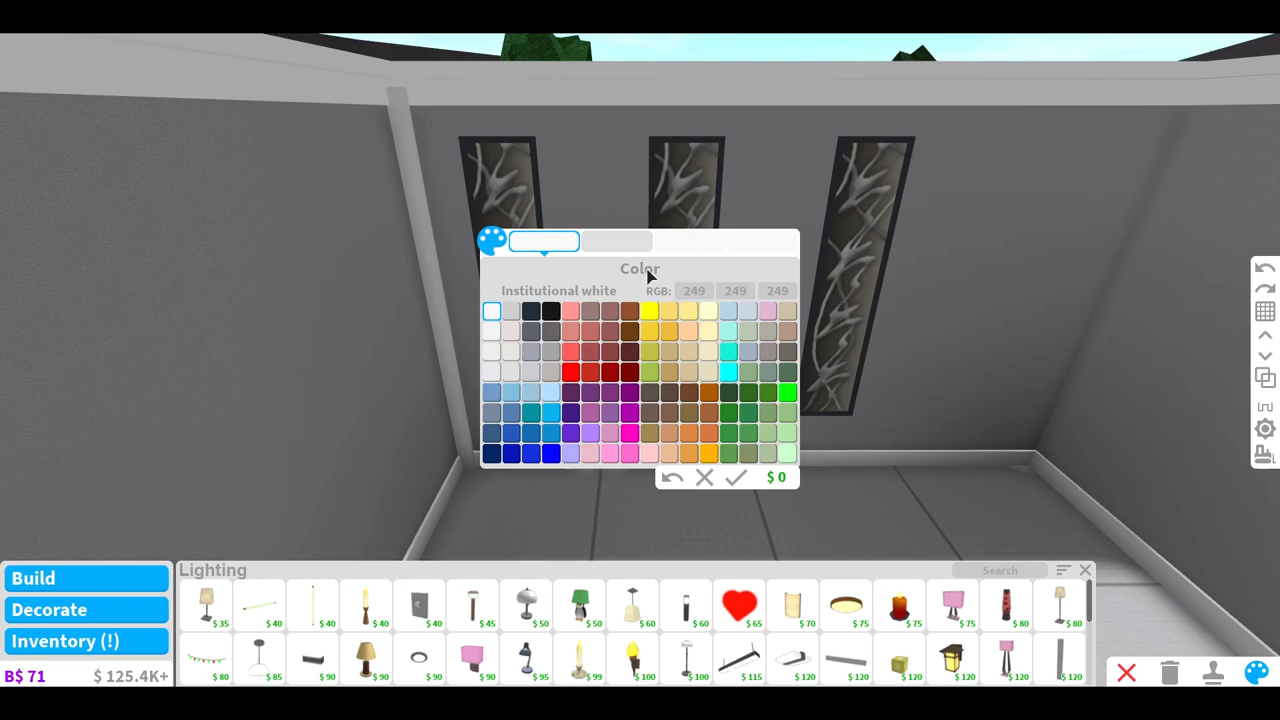 Color
Institutional white RGB: 249 249 249
$ 0
Build
Decorate
Inventory (!)
B$ 71 $ 125.4K+
Lighting
Search
$ 35 $ 40 $ 40 $ 40 $ 40 $ 45 $ 50 $ 50 $ 60 $ 60 $ 65 $ 70 $ 75 $ 75 $ 75 $ 80 $ 80
$ 80 $ 85 $ 90 $ 90 $ 90 $ 90 $ 95 $ 99 $ 100 $ 100 $ 115 $ 120 $ 120 $ 120 $ 120 $ 120 $ 120